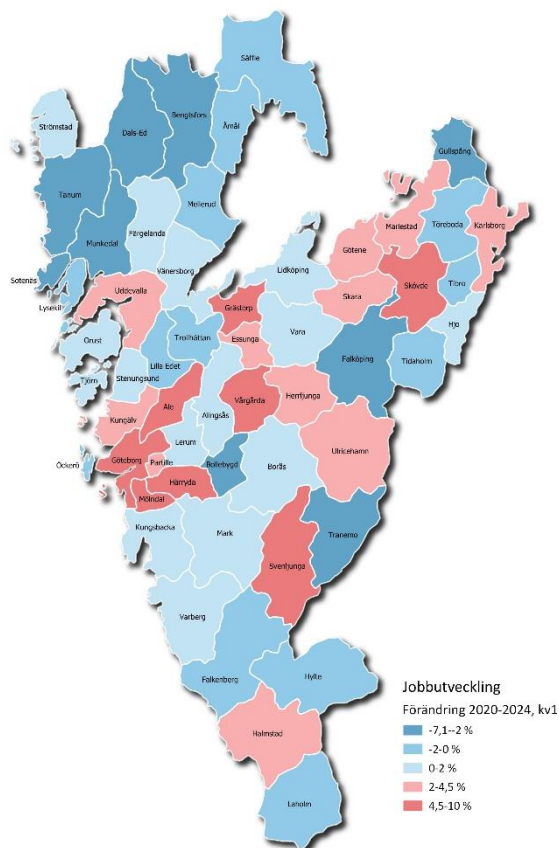 Säffle
Bengtsfors
Dals-Ed
Åmål
Strömstad
Gullspång
Tanum
Mellerud
Mariestad
Karlsborg
Töreboda
Färgelanda
Munkedal
Götene
Vänersborg
Lidköping
Sotenäs
Skövde
Tibro
Uddevalla
Skara
Lysekil
Grästorp
Hjo
Trollhättan
Vara
Essunga
Orust
Falköping
Tidaholm
Lilla Edet
Stenungsund
Tjörn
Ale
Vårgårda
Herrljunga
Alingsås
Kungälv
Lerum
Ulricehamn
Göteborg
Partille
Öckerö
Bollebygd
Borås
Härryda
Mölndal
Kungsbacka
Mark
Tranemo
Svenljunga
Varberg
Falkenberg
Hylte
Halmstad
Laholm
Jobbutveckling
Förändring 2020-2024, kv1
-7,1--2 %
-2-0 %
0-2 %
2-4,5 %
4,5-10 %